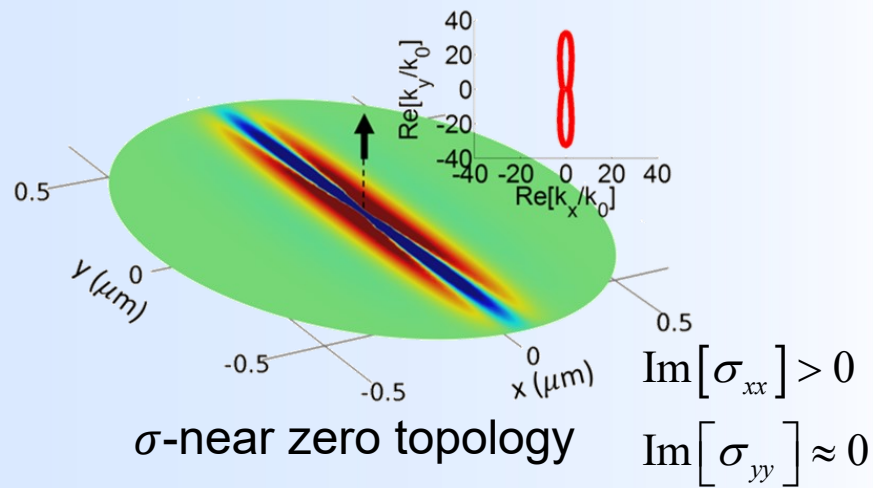 40
20
0
-20
-40
Re[k_y/k_0]
-40 -20 0 20 40
Re[k_x/k_0]
0.5
y (μm)
0
-0.5
-0.5
0
x (μm)
0.5
Im[σ_xx] > 0
σ-near zero topology
Im[σ_yy] ≈ 0